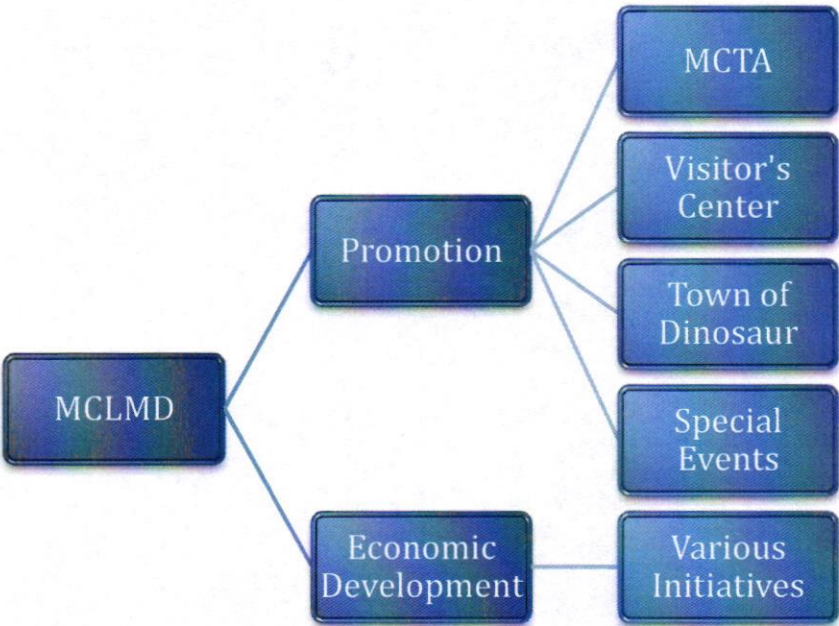 MCLMD
Promotion
Economic
Development
MCTA
Visitor's
Center
Town of
Dinosaur
Special
Events
Various
Initiatives